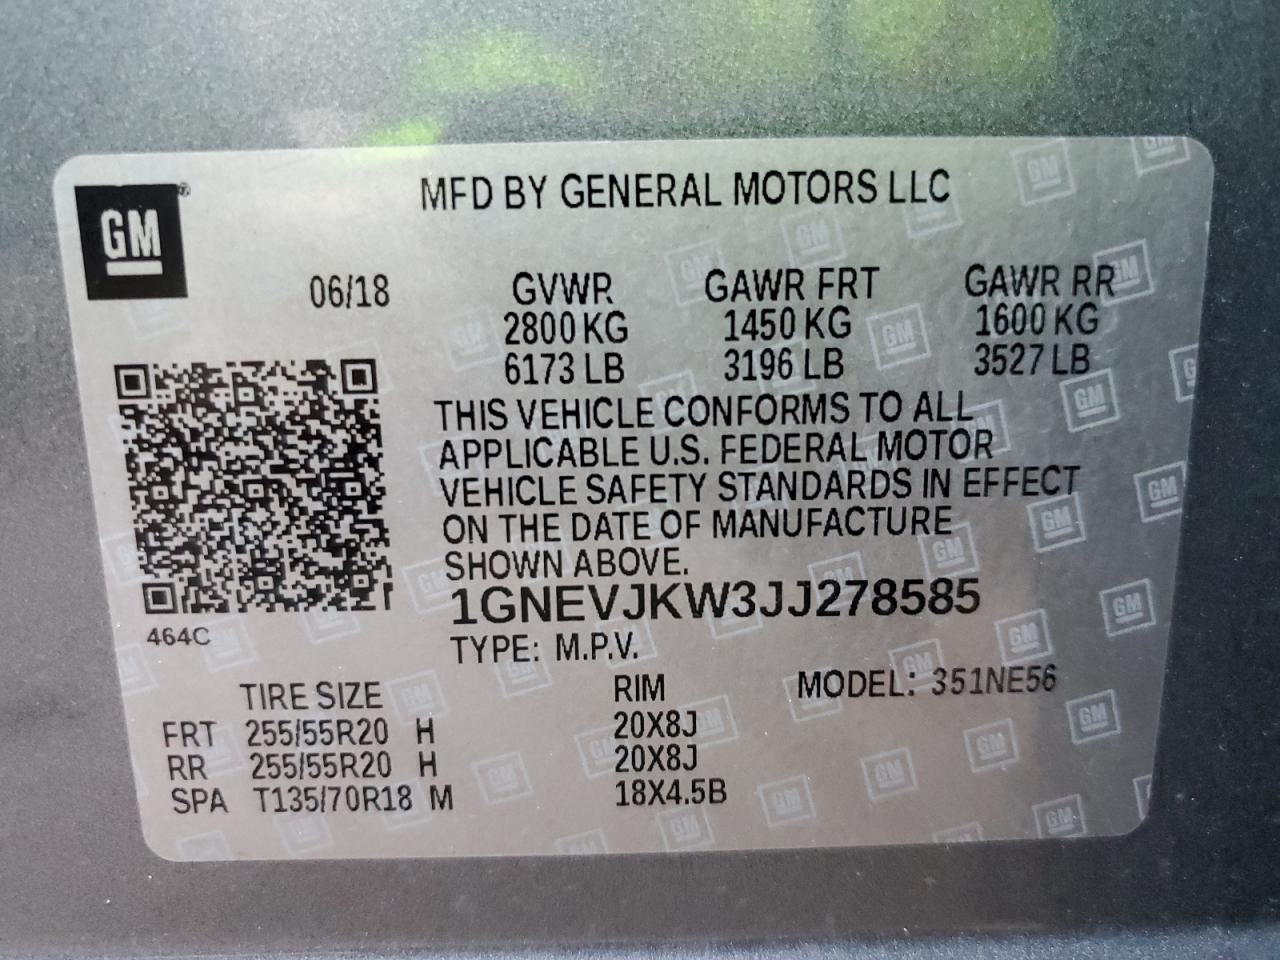 GM®
MFD BY GENERAL MOTORS LLC
06/18 GVWR GAWR FRT GAWR RR
2800 KG 1450 KG 1600 KG
6173 LB 3196 LB 3527 LB
THIS VEHICLE CONFORMS TO ALL
APPLICABLE U.S. FEDERAL MOTOR
VEHICLE SAFETY STANDARDS IN EFFECT
ON THE DATE OF MANUFACTURE
SHOWN ABOVE.
1GNEVJKW3JJ278585
464C
TYPE: M.P.V.
TIRE SIZE RIM MODEL: 351NE56
FRT 255/55R20 H 20X8J
RR 255/55R20 H 20X8J
SPA T135/70R18 M 18X4.5B